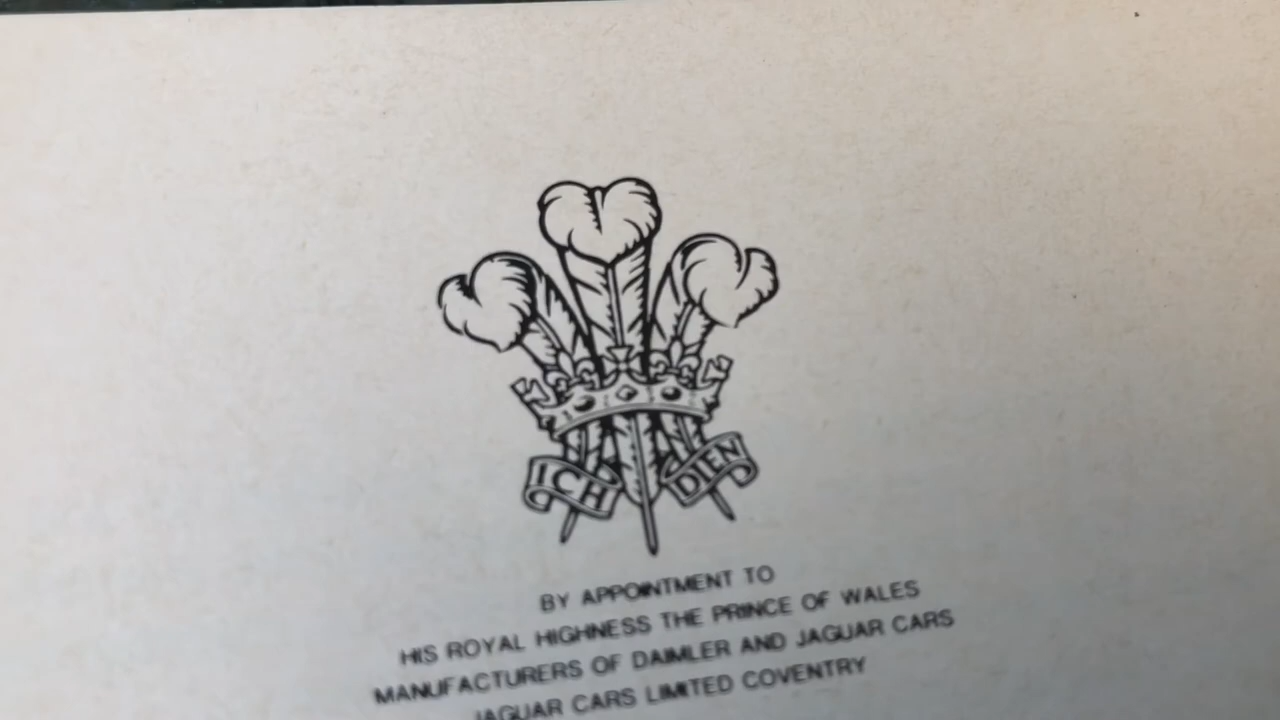 ICH DIEN
BY APPOINTMENT TO
HIS ROYAL HIGHNESS THE PRINCE OF WALES
MANUFACTURERS OF DAIMLER AND JAGUAR CARS
JAGUAR CARS LIMITED COVENTRY